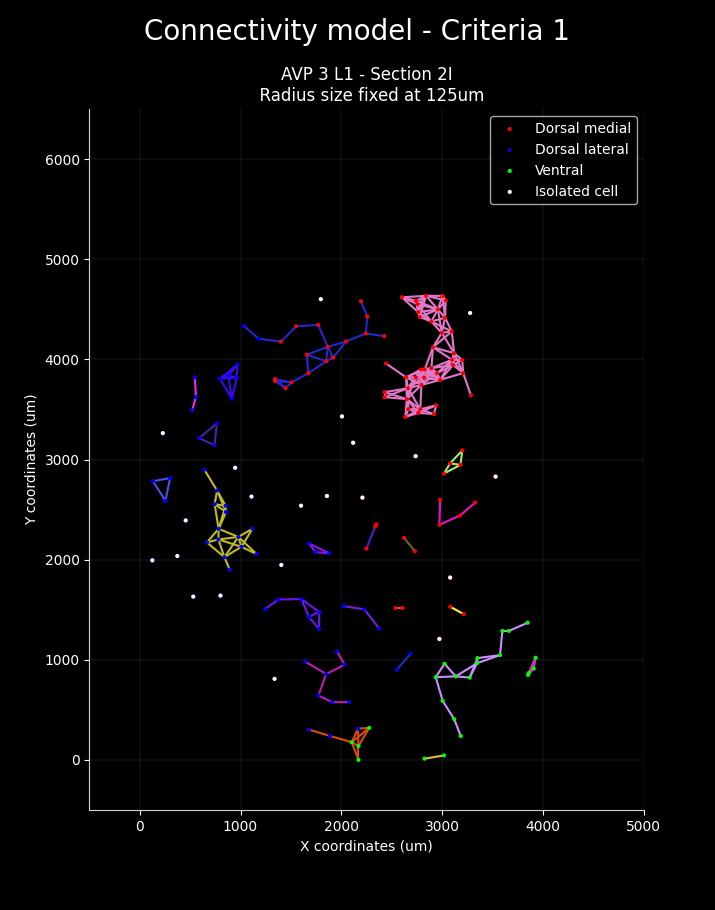 Connectivity model - Criteria 1
AVP 3 L1 - Section 2I
Radius size fixed at 125um
Dorsal medial
Dorsal lateral
Ventral
Isolated cell
6000
5000
4000
3000
2000
1000
0
Y coordinates (um)
0 1000 2000 3000 4000 5000
X coordinates (um)